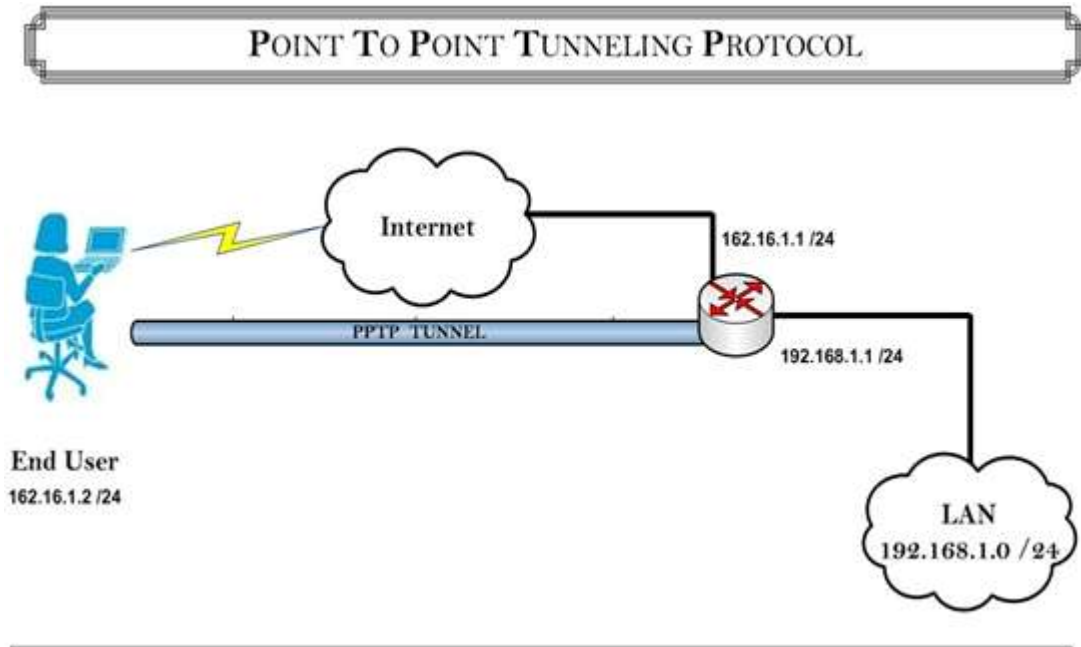 POINT TO POINT TUNNELING PROTOCOL
Internet
162.16.1.1 /24
PPTP TUNNEL
192.168.1.1 /24
End User
162.16.1.2 /24
LAN
192.168.1.0 /24